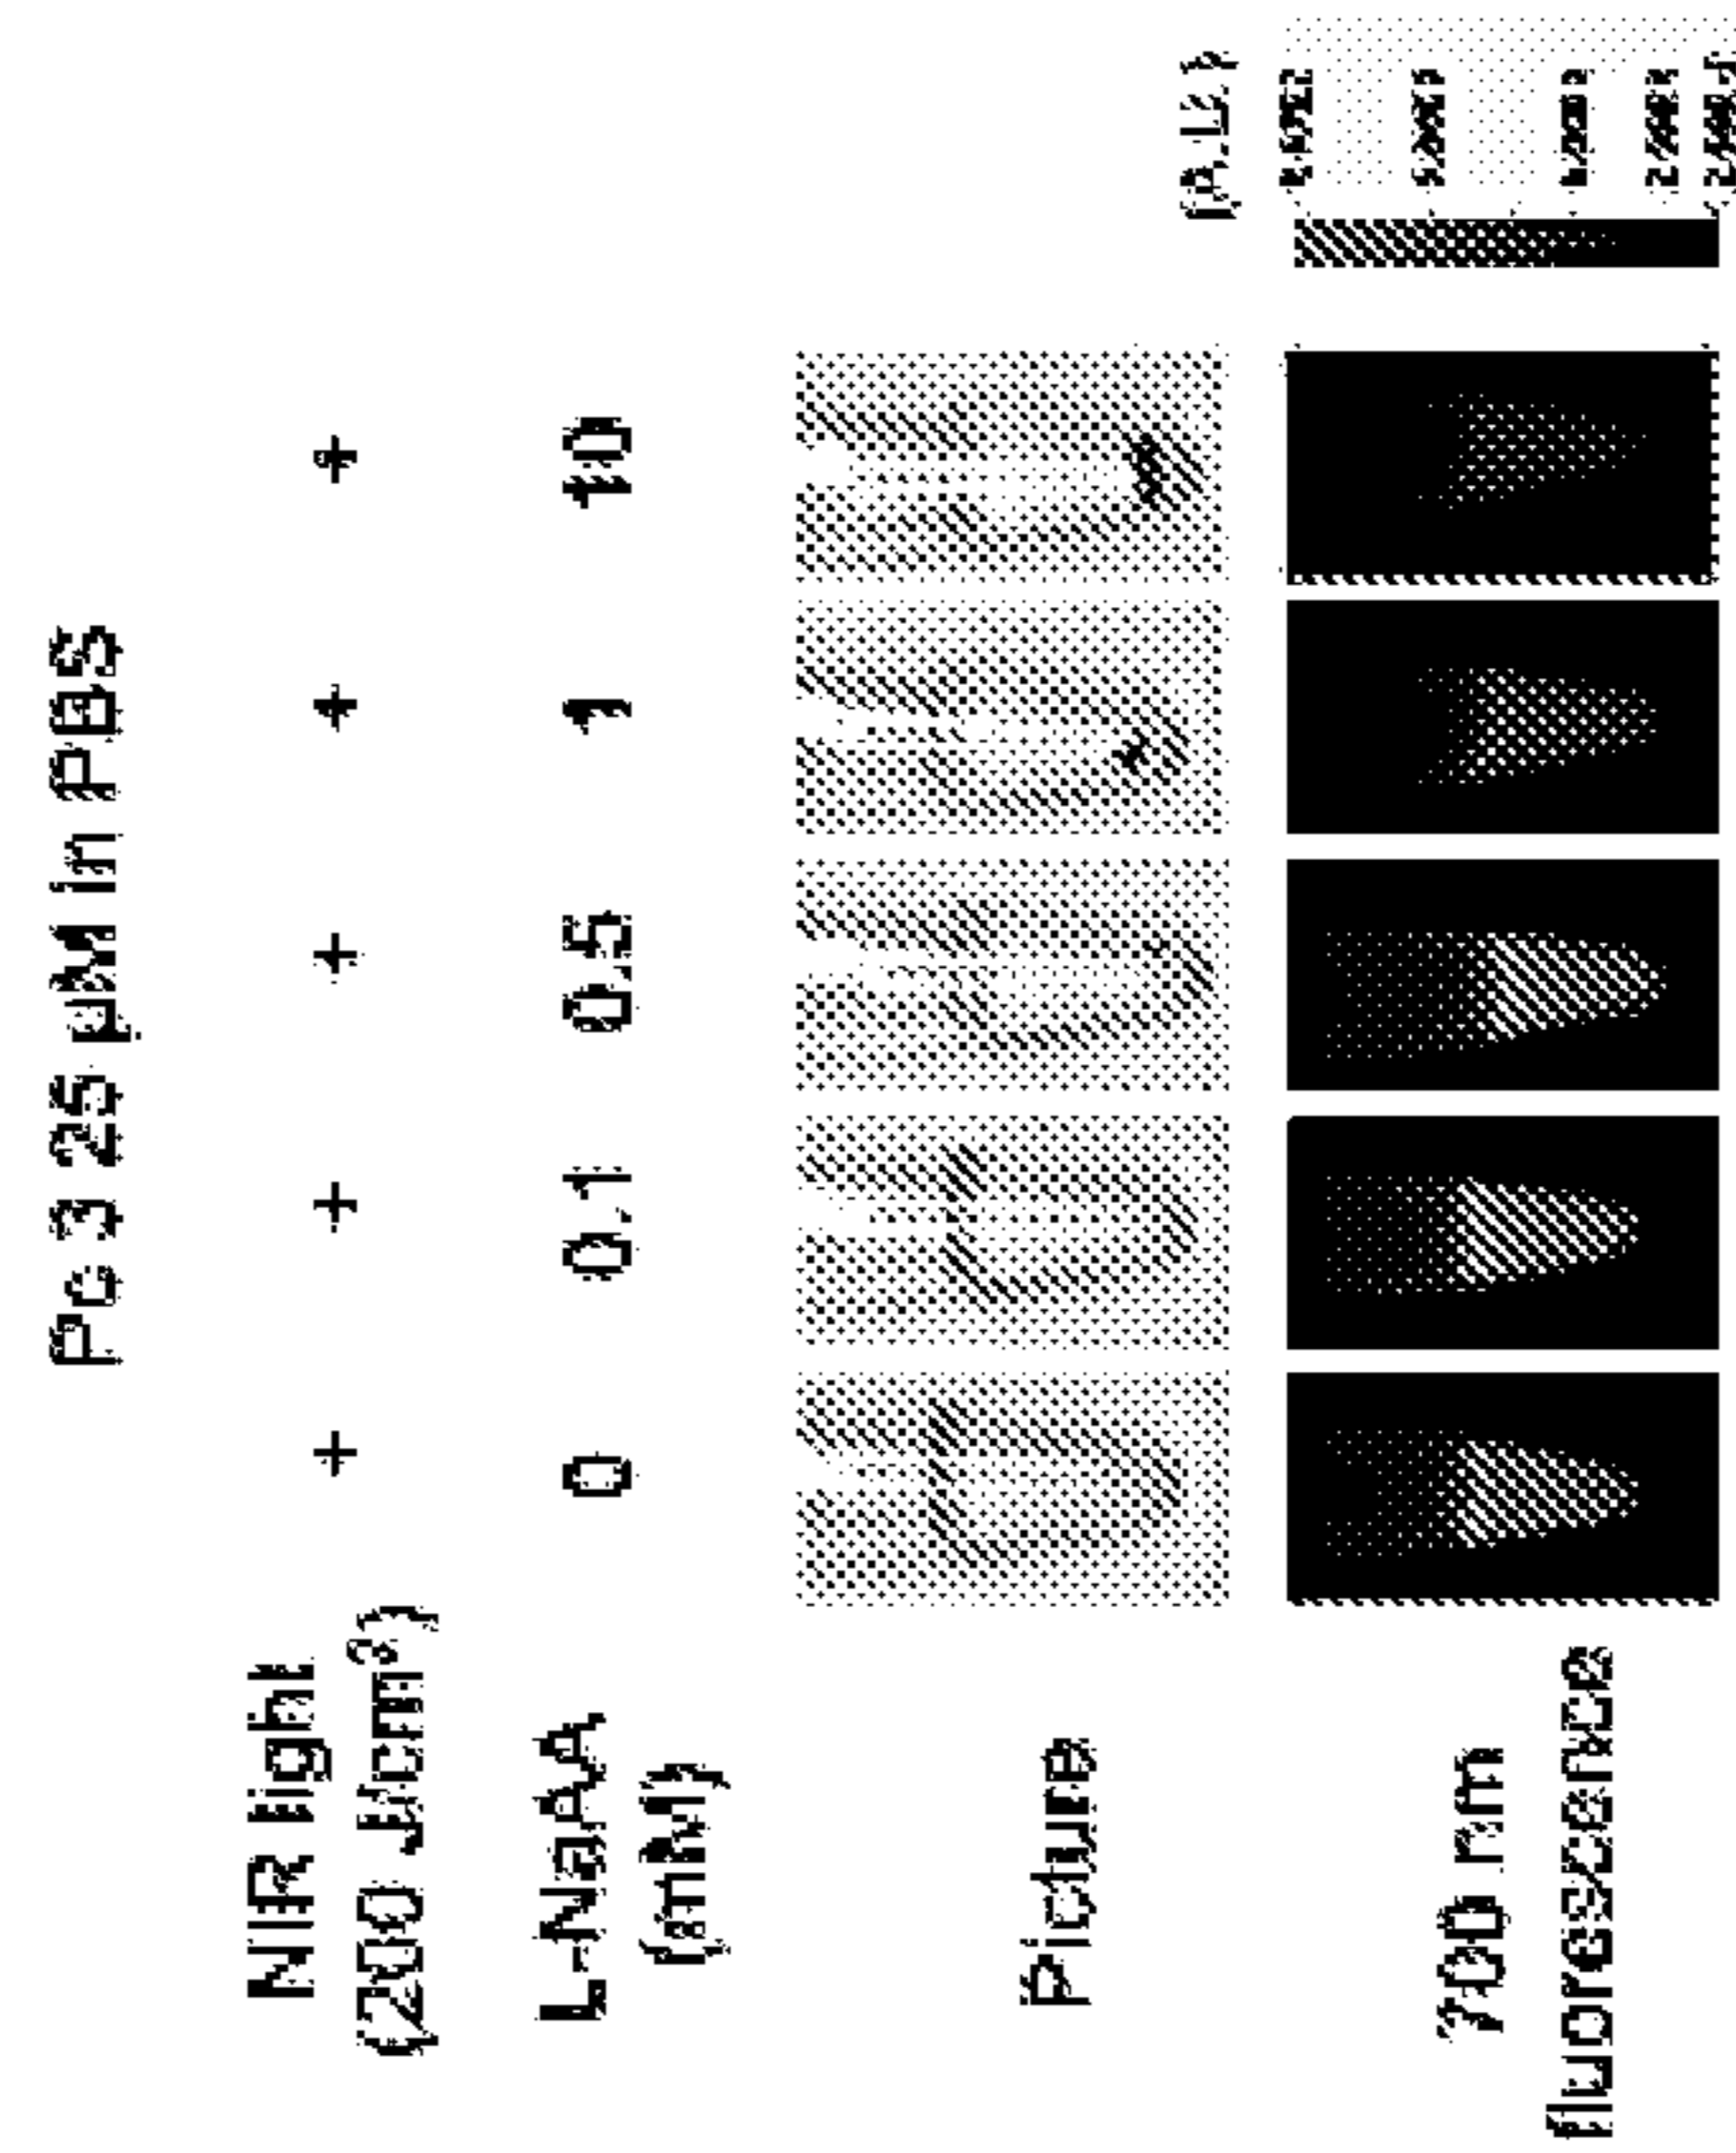 Pc 3 25 µM in PBS
NIR light
(200 J/cm²)
+ + + + +
L-NaAA
(mM)
0 0.1 0.5 1 10
Picture
700 nm
fluorescence
(a.u.)